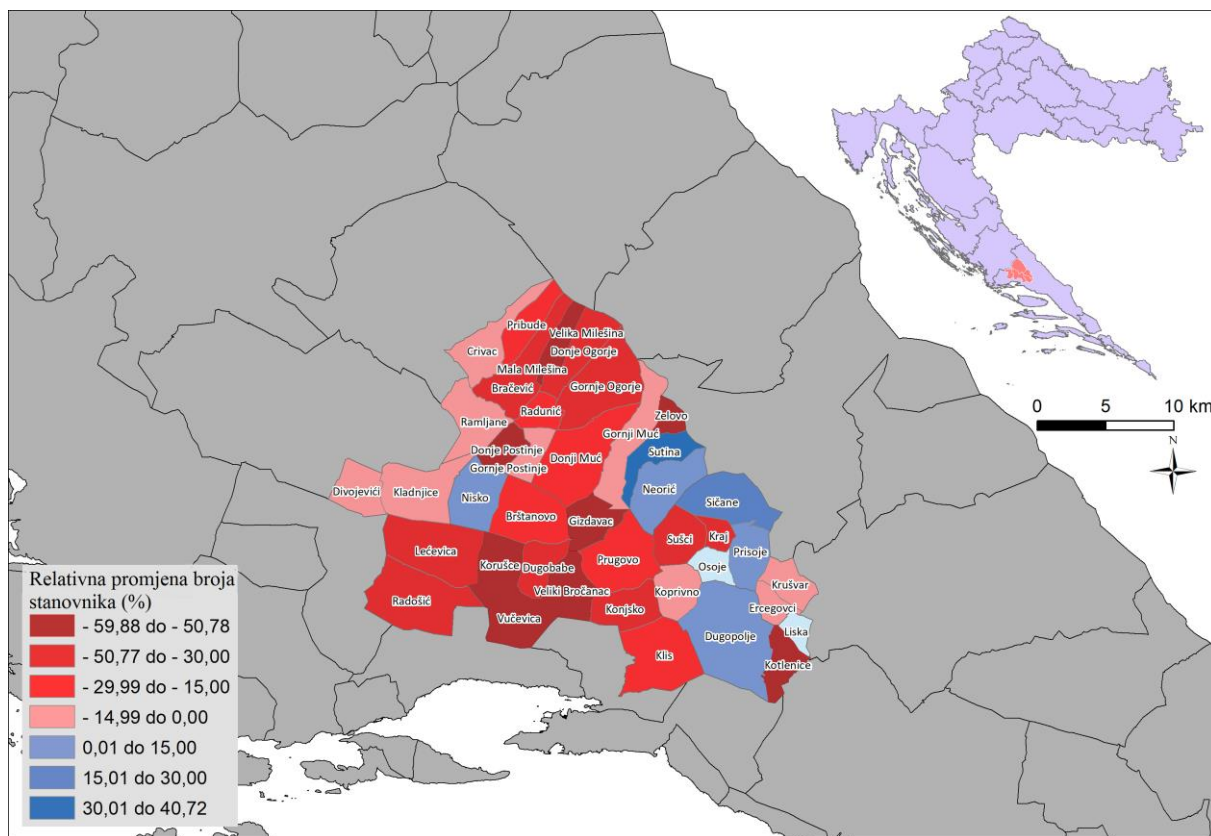 Velika Milešina
Pribude
Donje Ogorje
Crivac
Mala Milešina
Bračević
Gornje Ogorje
Radunić
Zelovo
Ramljane
Gornji Muć
Donje Postinje
Donji Muć
Sutina
Gornje Postinje
Divojevići
Kladnjice
Nisko
Neorić
Sičane
Brštanovo
Gizdavac
Sušci
Kraj
Lećevica
Prisoje
Korušce
Dugobabe
Prugovo
Osoje
Krušvar
Veliki Bročanac
Koprivno
Radošić
Konjsko
Ercegovci
Vučevica
Liska
Dugopolje
Klis
Kotlenice
0 5 10 km
N
Relativna promjena broja
stanovnika (%)
- 59,88 do - 50,78
- 50,77 do - 30,00
- 29,99 do - 15,00
- 14,99 do 0,00
0,01 do 15,00
15,01 do 30,00
30,01 do 40,72